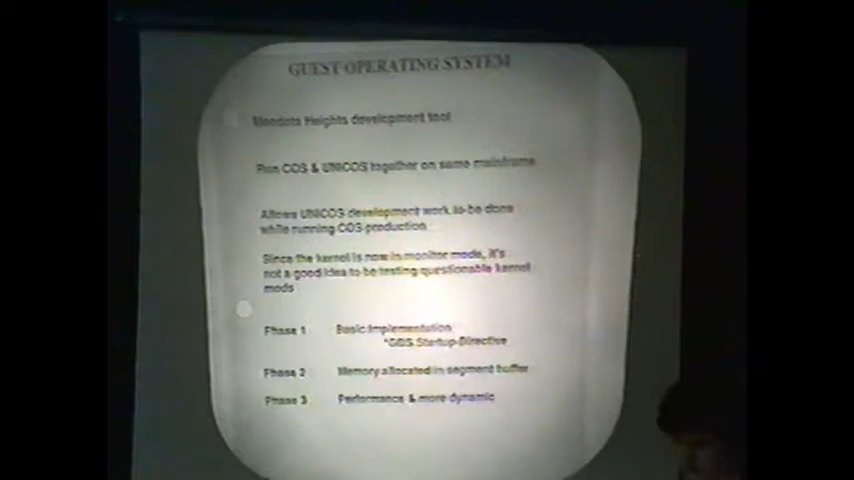 GUEST OPERATING SYSTEM
Mendota Heights development tool
Run COS & UNICOS together on same mainframe
Allows UNICOS development work to be done
while running COS production
Since the kernel is now in monitor mode, it's
not a good idea to be testing questionable kernel
mods
Phase 1 Basic Implementation
*GOS Startup Directive
Phase 2 Memory allocated in segment buffer
Phase 3 Performance & more dynamic